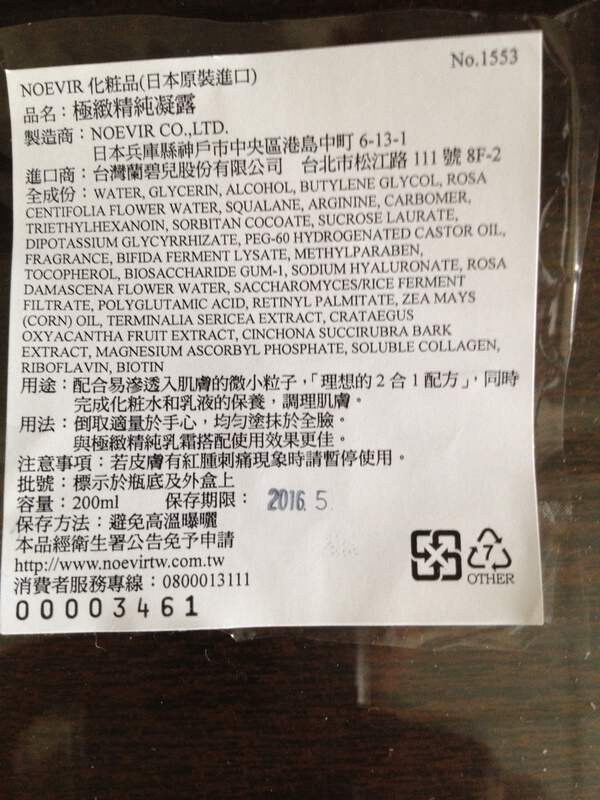 No.1553
NOEVIR 化粧品(日本原裝進口)
品名：極緻精純凝露
製造商：NOEVIR CO.,LTD.
日本兵庫縣神戶市中央區港島中町 6-13-1
進口商：台灣蘭碧兒股份有限公司 台北市松江路 111 號 8F-2
全成份：WATER, GLYCERIN, ALCOHOL, BUTYLENE GLYCOL, ROSA
CENTIFOLIA FLOWER WATER, SQUALANE, ARGININE, CARBOMER,
TRIETHYLHEXANOIN, SORBITAN COCOATE, SUCROSE LAURATE,
DIPOTASSIUM GLYCYRRHIZATE, PEG-60 HYDROGENATED CASTOR OIL,
FRAGRANCE, BIFIDA FERMENT LYSATE, METHYLPARABEN,
TOCOPHEROL, BIOSACCHARIDE GUM-1, SODIUM HYALURONATE, ROSA
DAMASCENA FLOWER WATER, SACCHAROMYCES/RICE FERMENT
FILTRATE, POLYGLUTAMIC ACID, RETINYL PALMITATE, ZEA MAYS
(CORN) OIL, TERMINALIA SERICEA EXTRACT, CRATAEGUS
OXYACANTHA FRUIT EXTRACT, CINCHONA SUCCIRUBRA BARK
EXTRACT, MAGNESIUM ASCORBYL PHOSPHATE, SOLUBLE COLLAGEN,
RIBOFLAVIN, BIOTIN
用途：配合易滲透入肌膚的微小粒子，「理想的 2 合 1 配方」，同時
完成化粧水和乳液的保養，調理肌膚。
用法：倒取適量於手心，均勻塗抹於全臉。
與極緻精純乳霜搭配使用效果更佳。
注意事項：若皮膚有紅腫刺痛現象時請暫停使用。
批號：標示於瓶底及外盒上
容量：200ml 保存期限：2016. 5
保存方法：避免高溫曝曬
本品經衛生署公告免予申請
http://www.noevirtw.com.tw
消費者服務專線：0800013111
00003461
7
OTHER